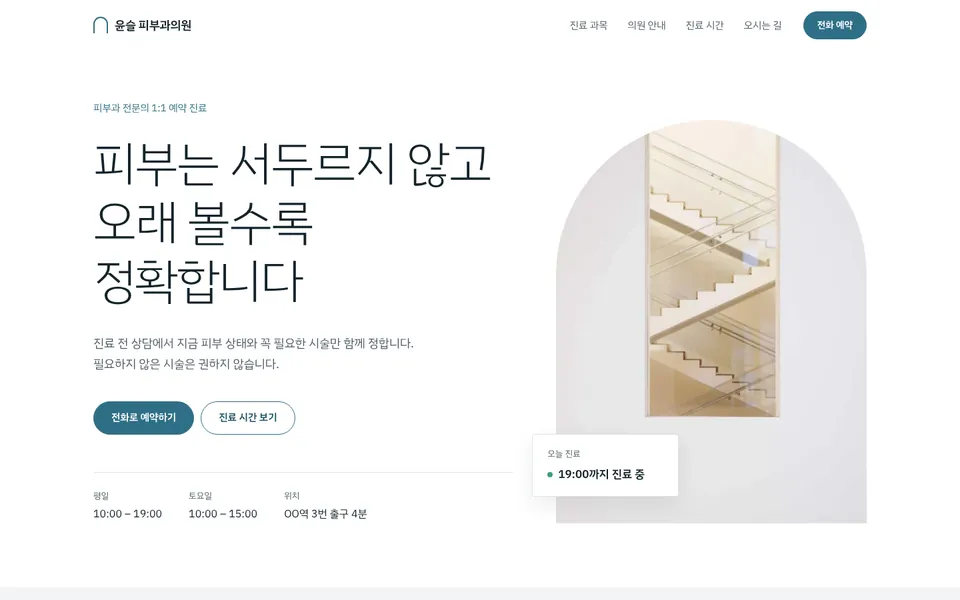 윤슬 피부과의원
진료 과목
의원 안내
진료 시간
오시는 길
전화 예약
피부과 전문의 1:1 예약 진료
피부는 서두르지 않고
오래 볼수록
정확합니다
진료 전 상담에서 지금 피부 상태와 꼭 필요한 시술만 함께 정합니다.
필요하지 않은 시술은 권하지 않습니다.
전화로 예약하기
진료 시간 보기
오늘 진료
19:00까지 진료 중
평일
10:00 – 19:00
토요일
10:00 – 15:00
위치
OO역 3번 출구 4분